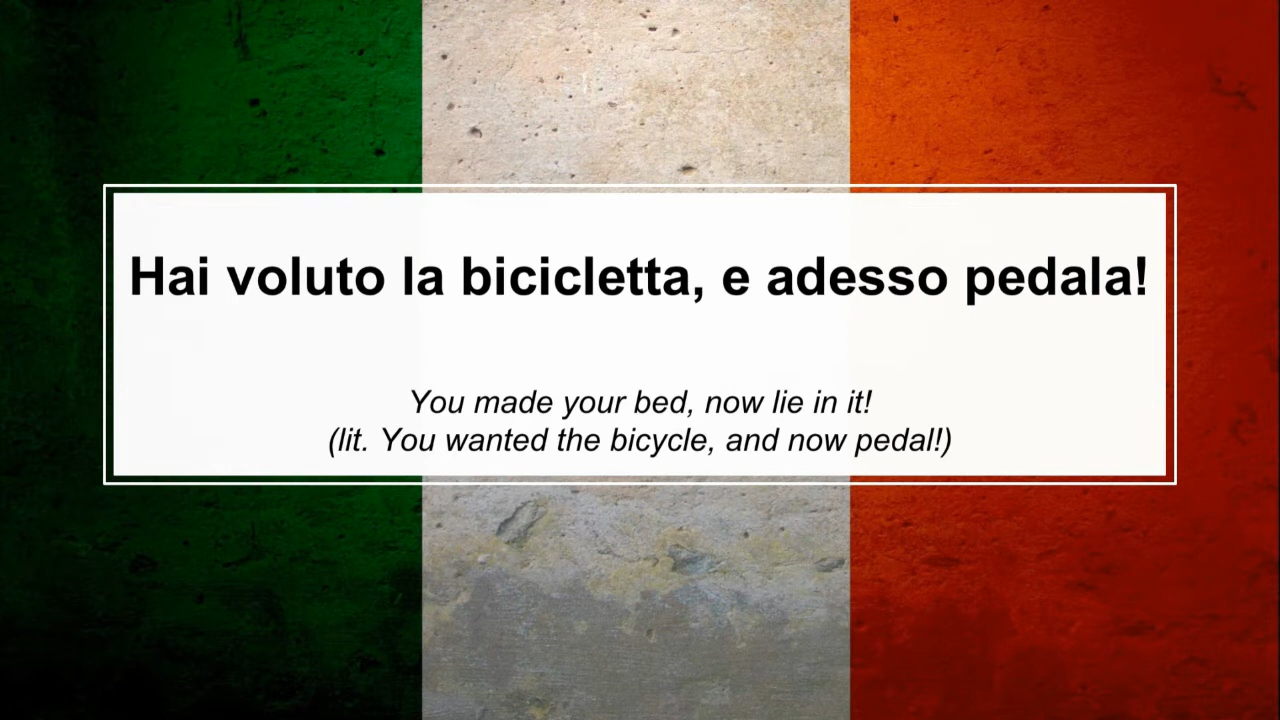 Hai voluto la bicicletta, e adesso pedala!
You made your bed, now lie in it!
(lit. You wanted the bicycle, and now pedal!)